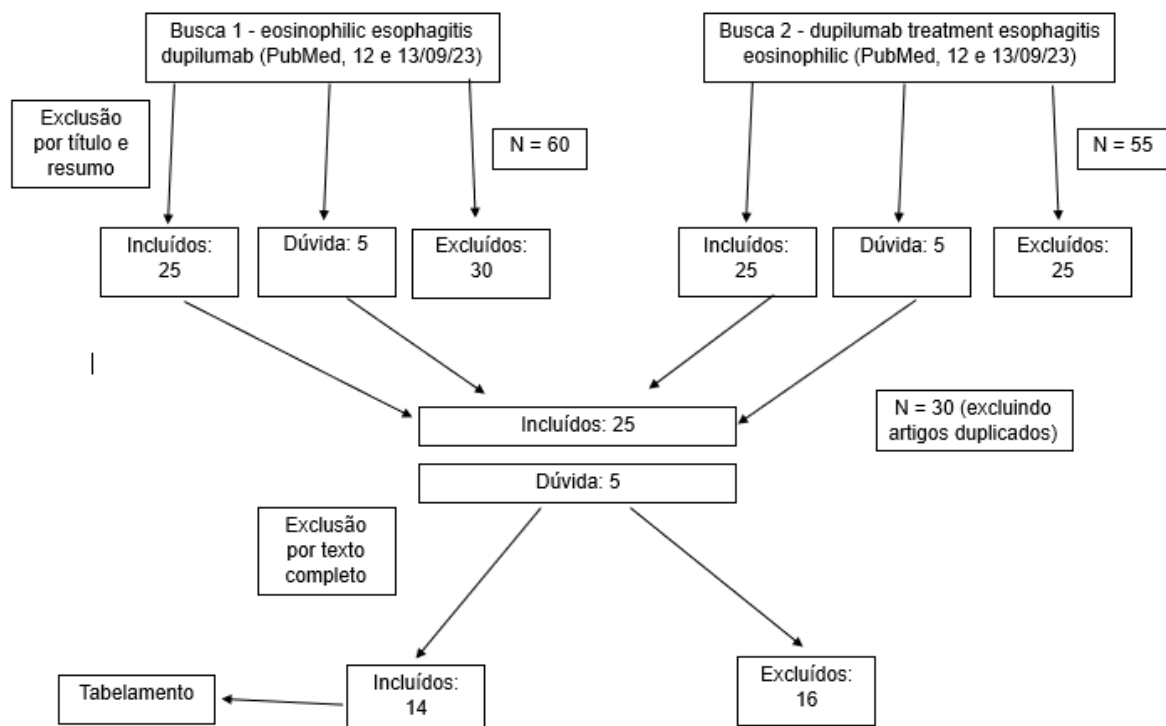 Busca 1 - eosinophilic esophagitis
dupilumab (PubMed, 12 e 13/09/23)
Busca 2 - dupilumab treatment esophagitis
eosinophilic (PubMed, 12 e 13/09/23)
Exclusão
por título e
resumo
N = 60
N = 55
Incluídos:
25
Dúvida: 5
Excluídos:
30
Incluídos:
25
Dúvida: 5
Excluídos:
25
Incluídos: 25
N = 30 (excluindo
artigos duplicados)
Dúvida: 5
Exclusão
por texto
completo
Tabelamento
Incluídos:
14
Excluídos:
16